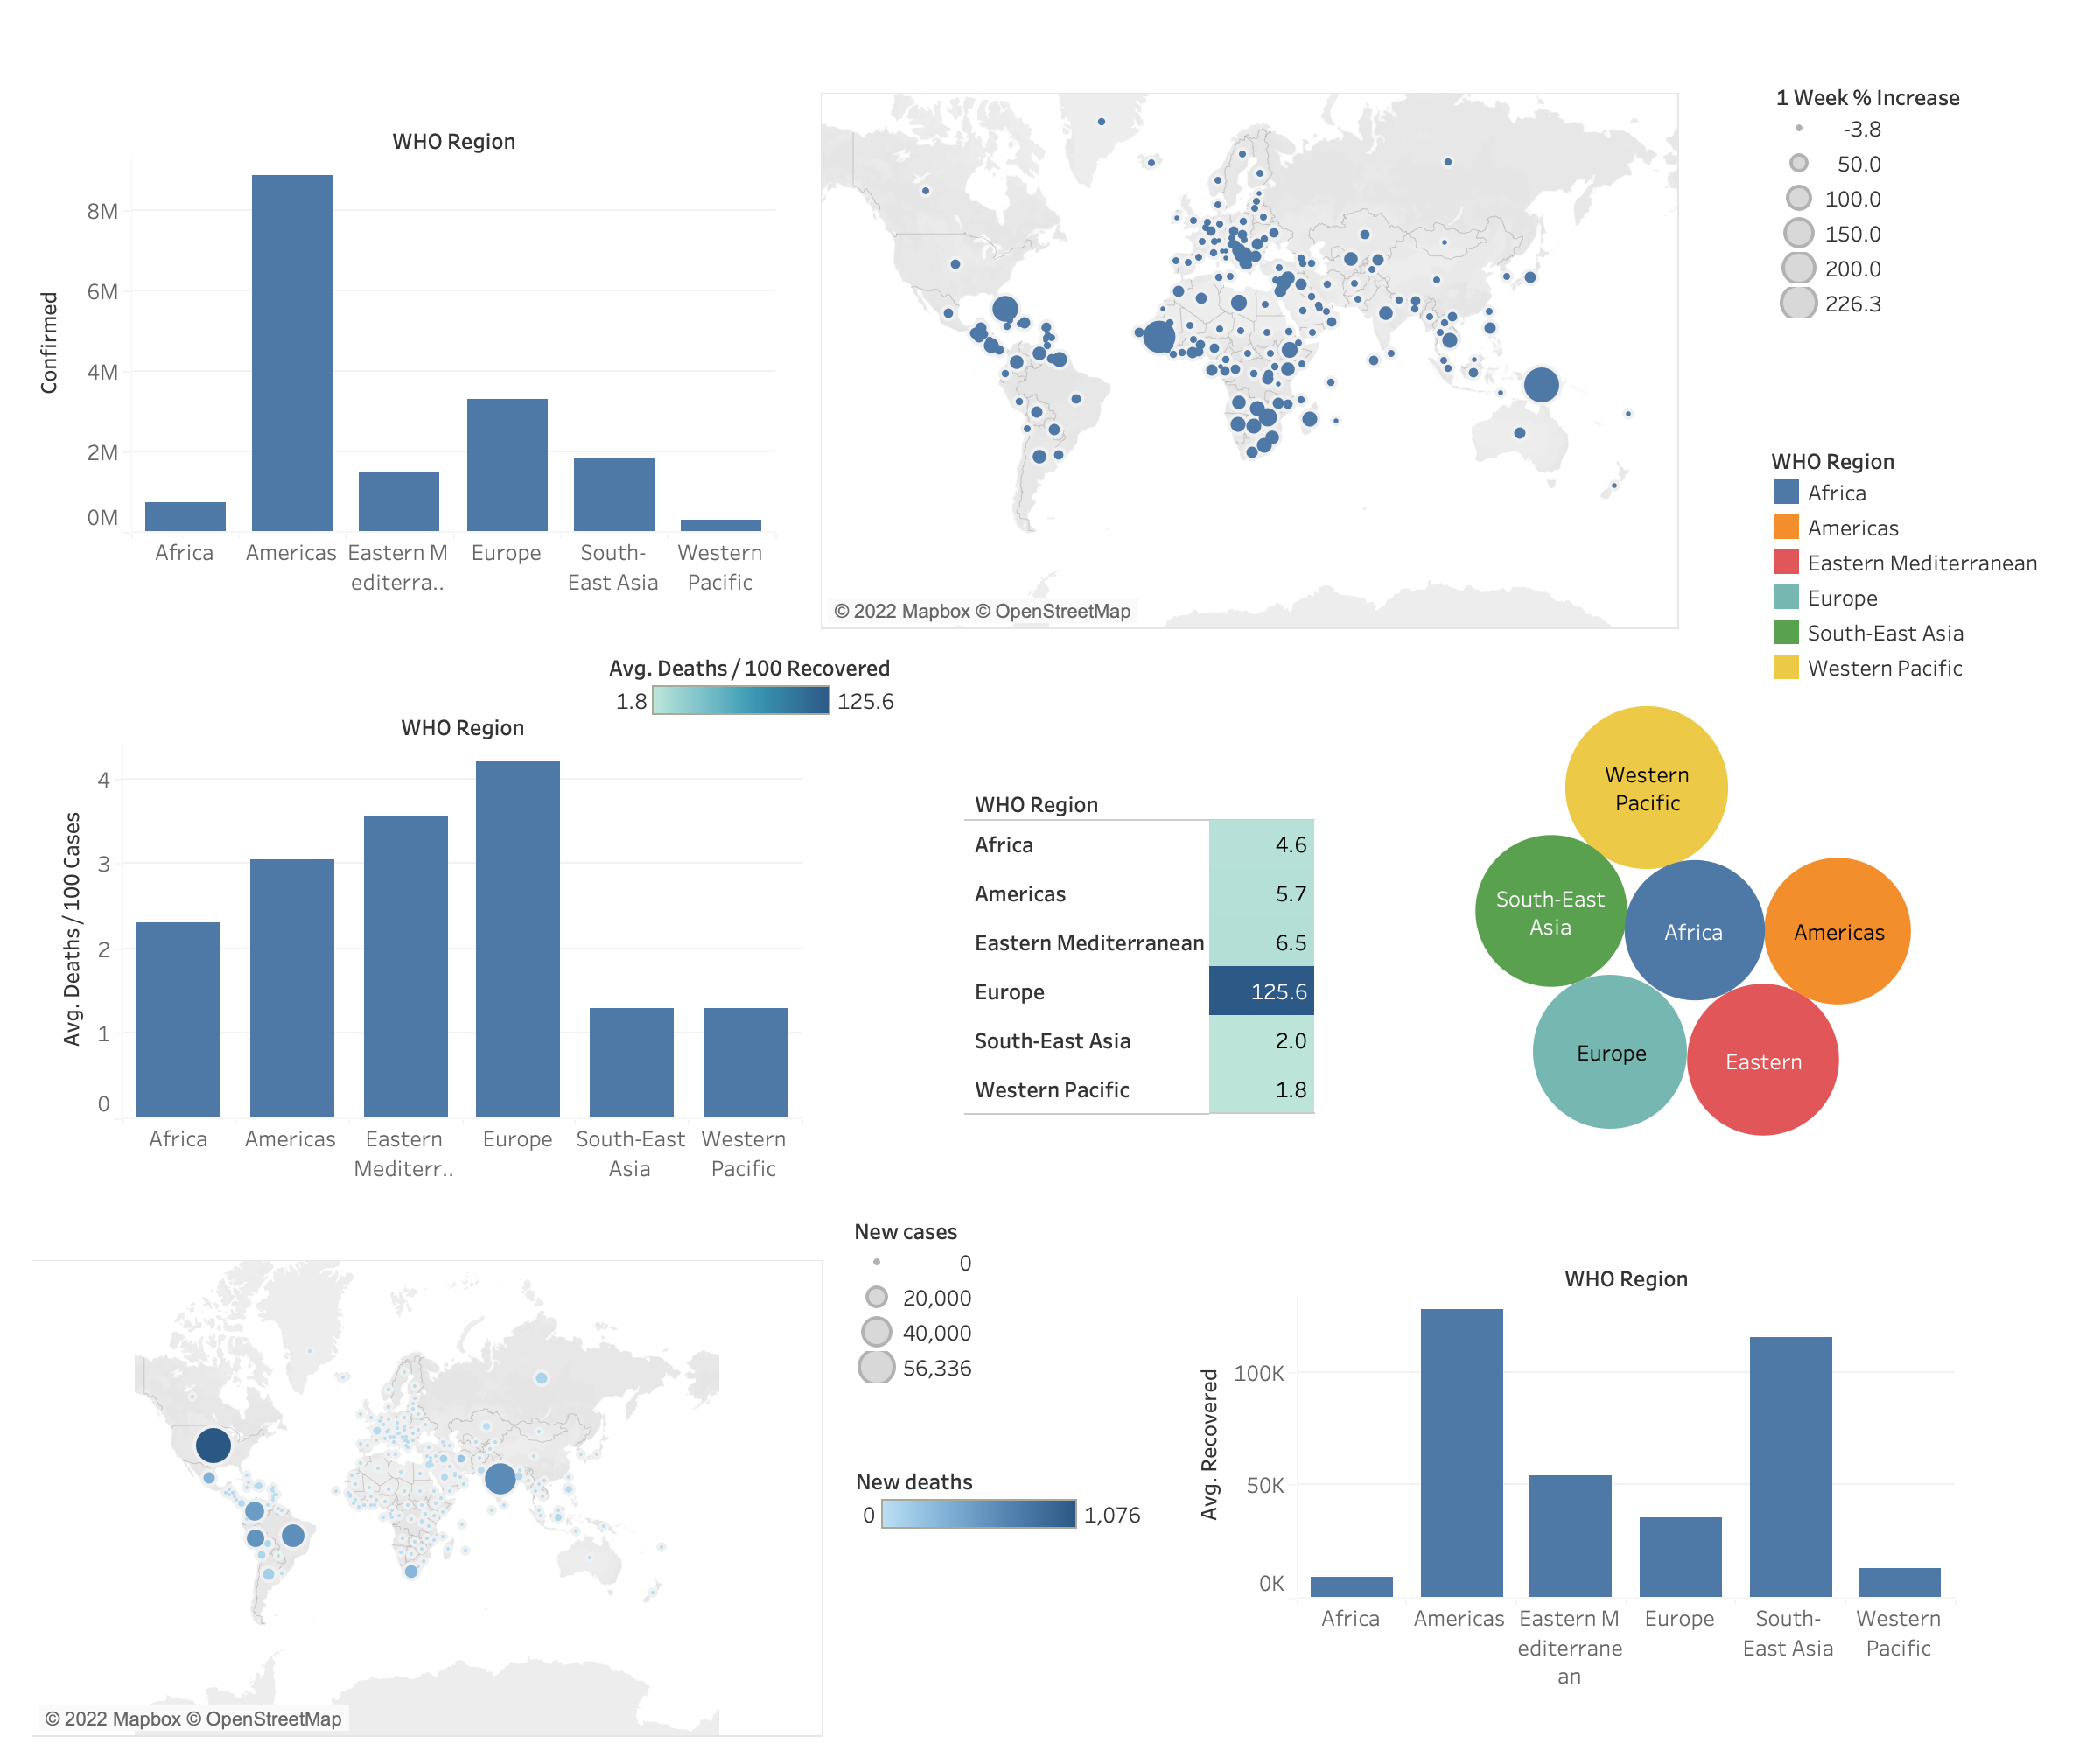 WHO Region
Confirmed
8M
6M
4M
2M
0M
Africa
Americas
Eastern M
editerra..
Europe
South-
East Asia
Western
Pacific
© 2022 Mapbox © OpenStreetMap
1 Week % Increase
-3.8
50.0
100.0
150.0
200.0
226.3
WHO Region
Africa
Americas
Eastern Mediterranean
Europe
South-East Asia
Western Pacific
Avg. Deaths / 100 Recovered
1.8 125.6
WHO Region
Avg. Deaths / 100 Cases
4
3
2
1
0
Africa
Americas
Eastern
Mediterr..
Europe
South-East
Asia
Western
Pacific
WHO Region
Africa 4.6
Americas 5.7
Eastern Mediterranean 6.5
Europe 125.6
South-East Asia 2.0
Western Pacific 1.8
Western
Pacific
South-East
Asia
Africa
Americas
Europe
Eastern
© 2022 Mapbox © OpenStreetMap
New cases
0
20,000
40,000
56,336
New deaths
0 1,076
WHO Region
Avg. Recovered
100K
50K
0K
Africa
Americas
Eastern M
editerrane
an
Europe
South-
East Asia
Western
Pacific